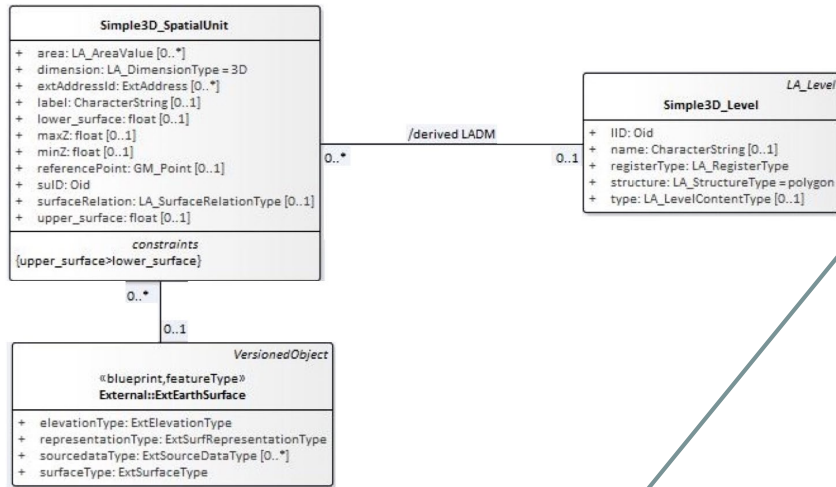 Simple3D_SpatialUnit
+ area: LA_AreaValue [0..*]
+ dimension: LA_DimensionType = 3D
+ extAddressId: ExtAddress [0..*]
+ label: CharacterString [0..1]
+ lower_surface: float [0..1]
+ maxZ: float [0..1]
+ minZ: float [0..1]
+ referencePoint: GM_Point [0..1]
+ suID: Oid
+ surfaceRelation: LA_SurfaceRelationType [0..1]
+ upper_surface: float [0..1]
constraints
{upper_surface>lower_surface}
/derived LADM
0..*
0..1
LA_Level
Simple3D_Level
+ lID: Oid
+ name: CharacterString [0..1]
+ registerType: LA_RegisterType
+ structure: LA_StructureType = polygon
+ type: LA_LevelContentType [0..1]
0..*
0..1
VersionedObject
«blueprint,featureType»
External::ExtEarthSurface
+ elevationType: ExtElevationType
+ representationType: ExtSurfRepresentationType
+ sourcedataType: ExtSourceDataType [0..*]
+ surfaceType: ExtSurfaceType